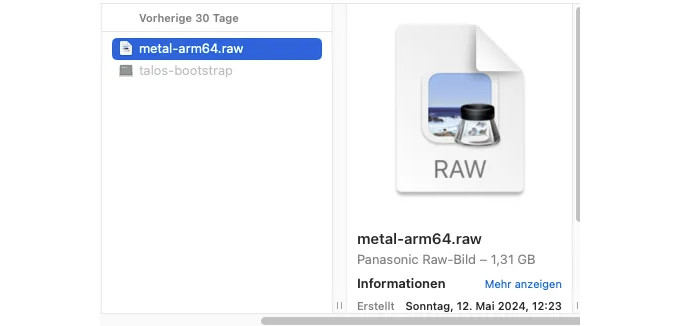 Vorherige 30 Tage
metal-arm64.raw
talos-bootstrap
RAW
metal-arm64.raw
Panasonic Raw-Bild – 1,31 GB
Informationen Mehr anzeigen
Erstellt Sonntag, 12. Mai 2024, 12:23